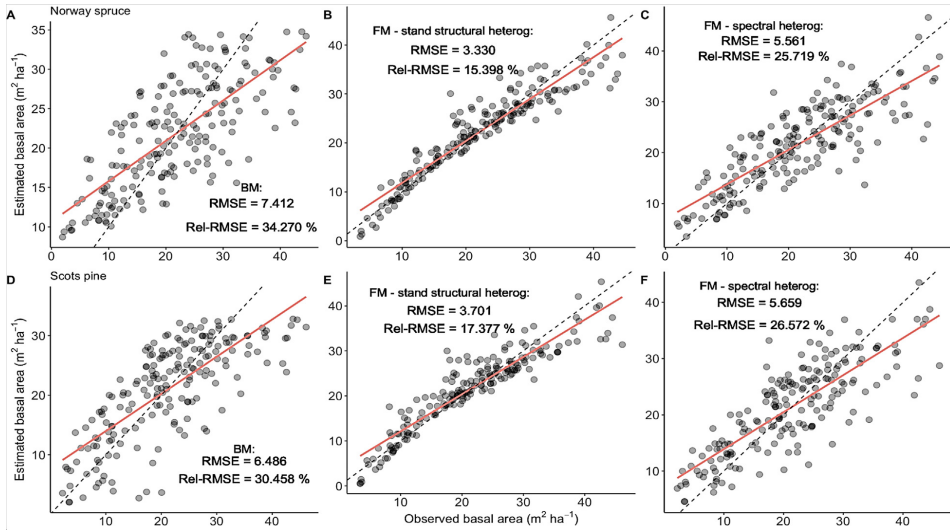 A
Norway spruce
B
C
FM - stand structural heterog:
RMSE = 3.330
Rel-RMSE = 15.398 %
FM - spectral heterog:
RMSE = 5.561
Rel-RMSE = 25.719 %
BM:
RMSE = 7.412
Rel-RMSE = 34.270 %
Estimated basal area (m² ha⁻¹)
35
30
25
20
15
10
0
10
20
30
40
40
30
20
10
0
10
20
30
40
40
30
20
10
0
10
20
30
40
D
Scots pine
E
F
FM - stand structural heterog:
RMSE = 3.701
Rel-RMSE = 17.377 %
FM - spectral heterog:
RMSE = 5.659
Rel-RMSE = 26.572 %
BM:
RMSE = 6.486
Rel-RMSE = 30.458 %
Estimated basal area (m² ha⁻¹)
30
20
10
10
20
30
40
40
30
20
10
0
10
20
30
40
Observed basal area (m² ha⁻¹)
40
30
20
10
10
20
30
40